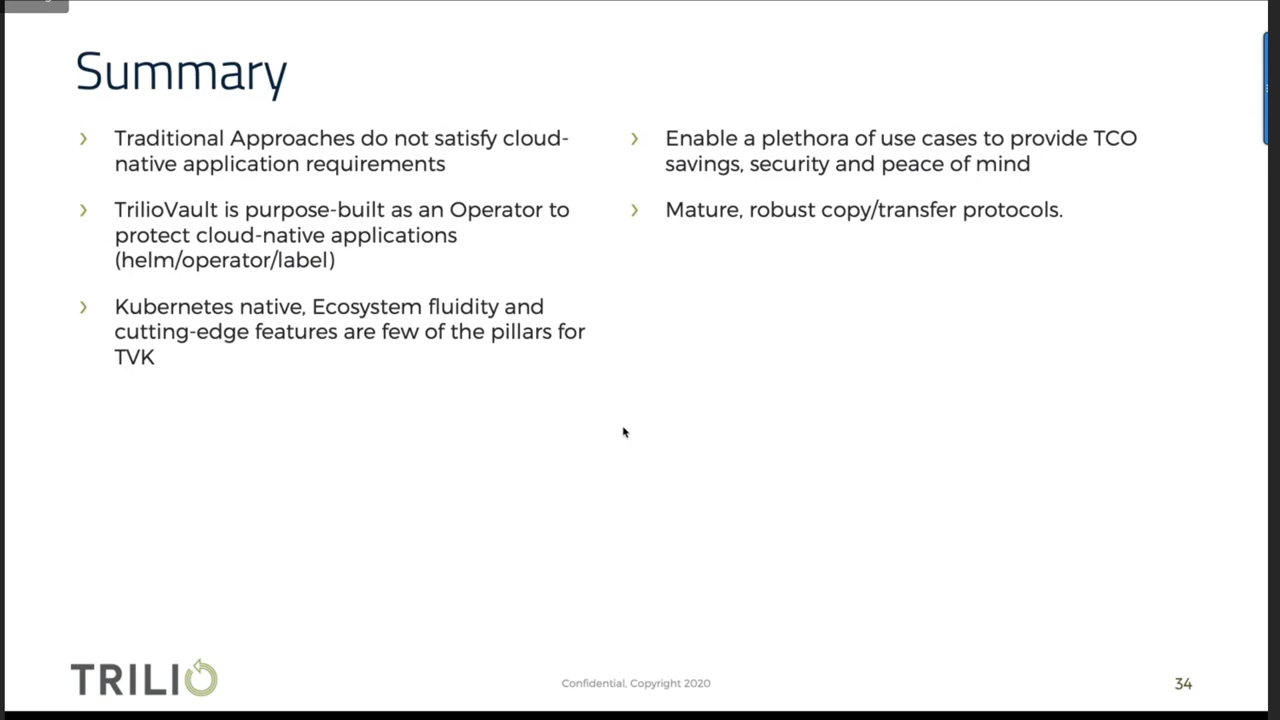 Summary
Traditional Approaches do not satisfy cloud-
native application requirements
TrilioVault is purpose-built as an Operator to
protect cloud-native applications
(helm/operator/label)
Kubernetes native, Ecosystem fluidity and
cutting-edge features are few of the pillars for
TVK
Enable a plethora of use cases to provide TCO
savings, security and peace of mind
Mature, robust copy/transfer protocols.
TRILIO
Confidential, Copyright 2020
34